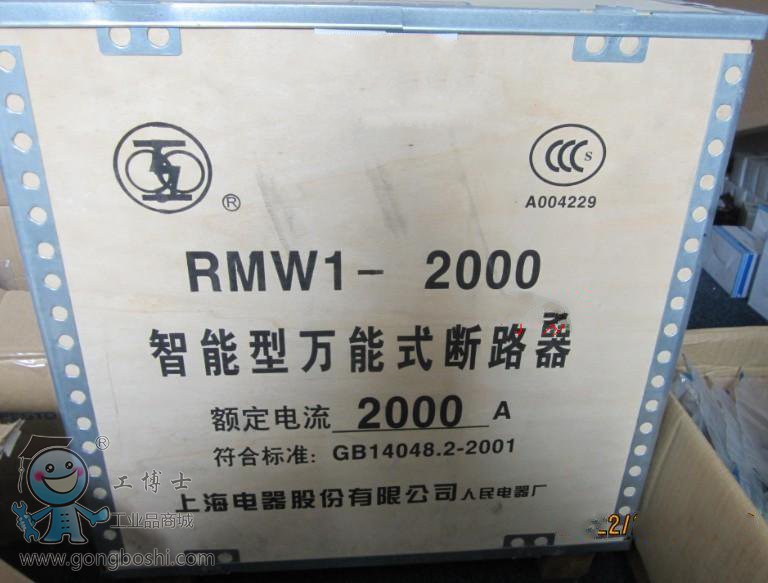 ®
CCC S
A004229
RMW1- 2000
智能型万能式断路器
额定电流 2000 A
符合标准: GB14048.2-2001
上海电器股份有限公司人民电器厂
®
工博士
工业品商城
www.gongboshi.com